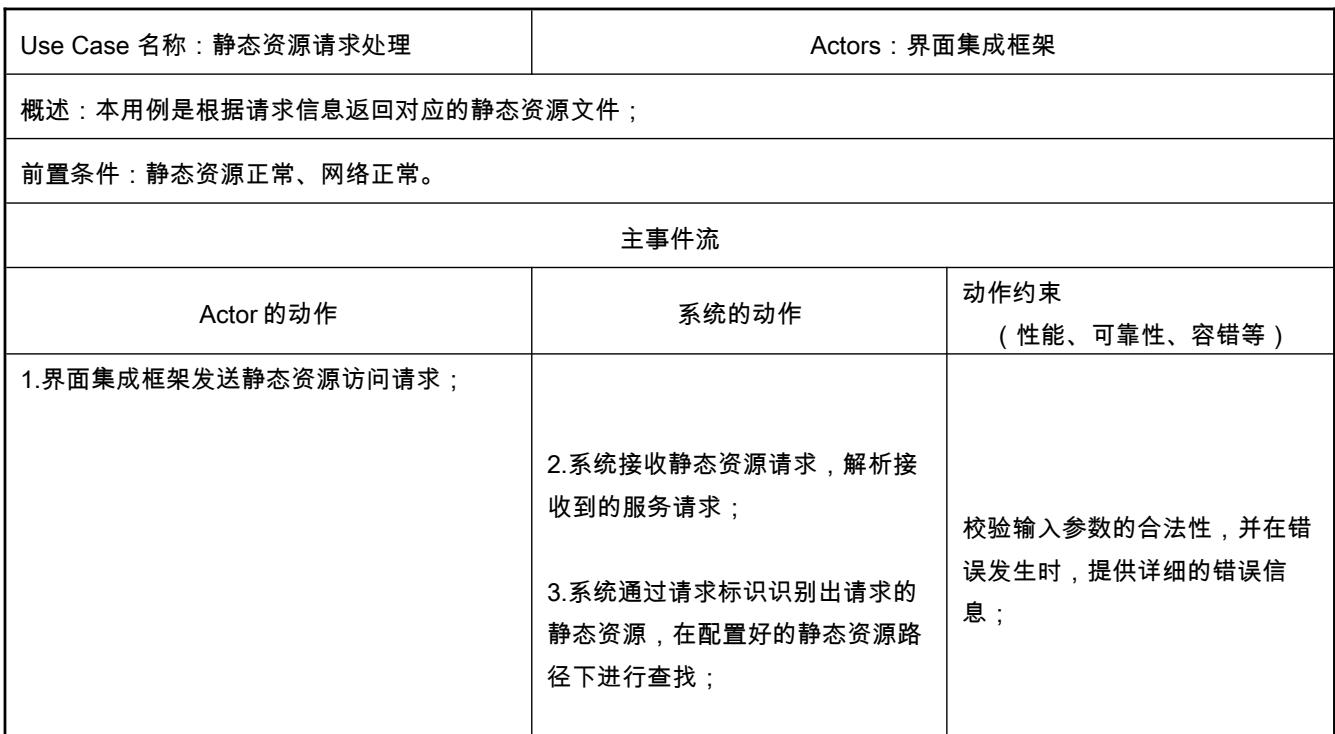 Use Case 名称：静态资源请求处理
Actors：界面集成框架
概述：本用例是根据请求信息返回对应的静态资源文件；
前置条件：静态资源正常、网络正常。
主事件流
Actor 的动作
系统的动作
动作约束
（性能、可靠性、容错等）
1.界面集成框架发送静态资源访问请求；
2.系统接收静态资源请求，解析接
收到的服务请求；
3.系统通过请求标识识别出请求的
静态资源，在配置好的静态资源路
径下进行查找；
校验输入参数的合法性，并在错
误发生时，提供详细的错误信
息；